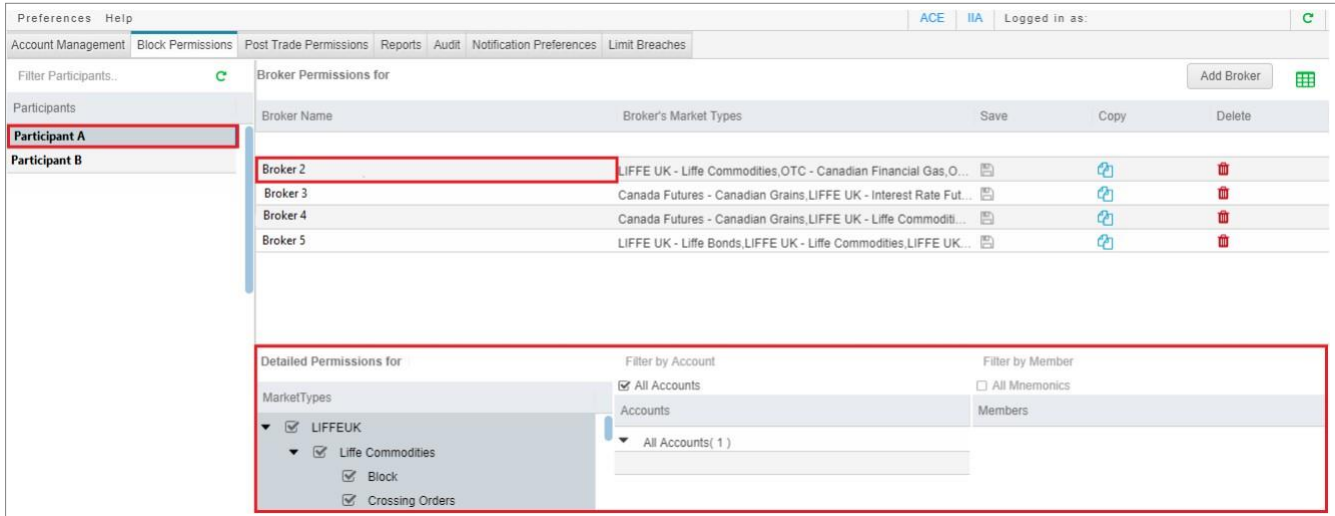 Preferences Help ACE IIA Logged in as:
Account Management Block Permissions Post Trade Permissions Reports Audit Notification Preferences Limit Breaches
Filter Participants.. Broker Permissions for Add Broker
Participants Broker Name Broker's Market Types Save Copy Delete
Participant A
Participant B
Broker 2 LIFFE UK - Liffe Commodities,OTC - Canadian Financial Gas,O...
Broker 3 Canada Futures - Canadian Grains,LIFFE UK - Interest Rate Fut...
Broker 4 Canada Futures - Canadian Grains,LIFFE UK - Liffe Commoditi...
Broker 5 LIFFE UK - Liffe Bonds,LIFFE UK - Liffe Commodities,LIFFE UK...
Detailed Permissions for Filter by Account Filter by Member
All Accounts All Mnemonics
MarketTypes
Accounts Members
LIFFEUK
All Accounts( 1 )
Liffe Commodities
Block
Crossing Orders